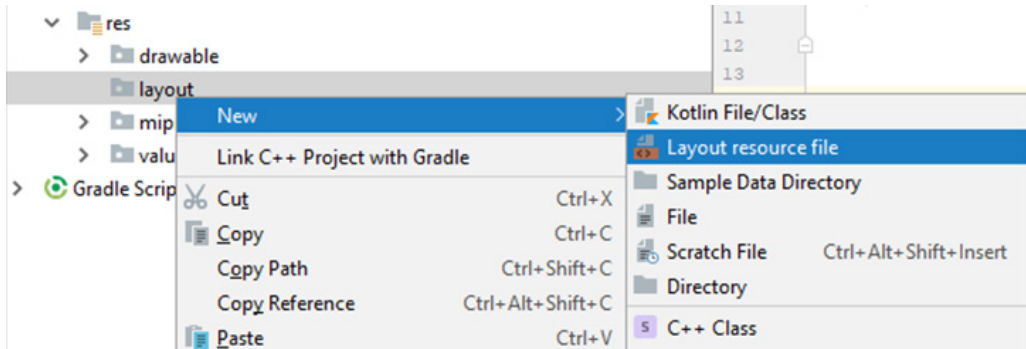 res
drawable
layout
mip
valu
Gradle Scrip
New
Link C++ Project with Gradle
Cut Ctrl+X
Copy Ctrl+C
Copy Path Ctrl+Shift+C
Copy Reference Ctrl+Alt+Shift+C
Paste Ctrl+V
11
12
13
Kotlin File/Class
Layout resource file
Sample Data Directory
File
Scratch File Ctrl+Alt+Shift+Insert
Directory
S C++ Class